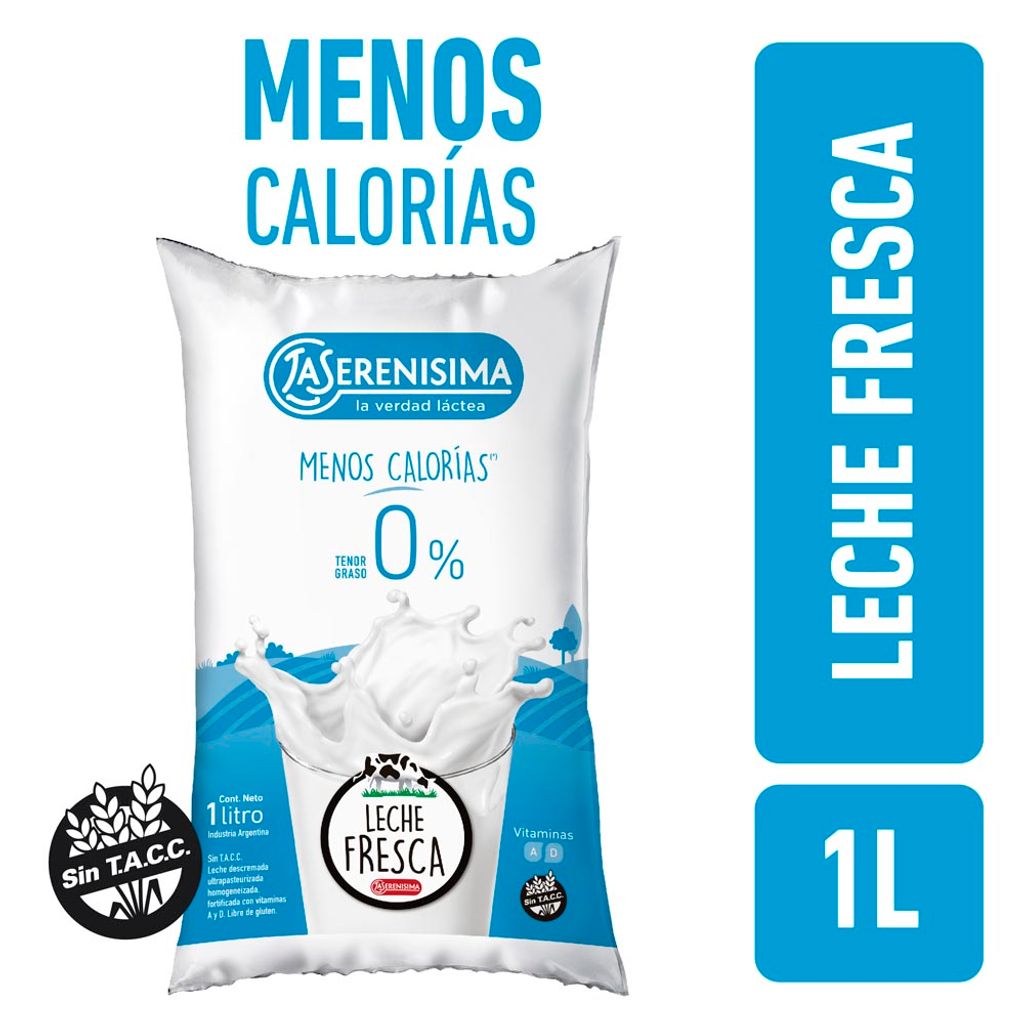 MENOS
CALORÍAS
LASERENISIMA
la verdad láctea
MENOS CALORÍAS(*)
TENOR
GRASO
0 %
Cont. Neto
1 litro
Industria Argentina
Sin T.A.C.C.
Leche descremada
ultrapasteurizada
homogeneizada,
fortificada con vitaminas
A y D. Libre de gluten.
LECHE
FRESCA
LASERENISIMA
Vitaminas
A D
Sin T.A.C.C.
Sin T.A.C.C.
LECHE FRESCA
1L